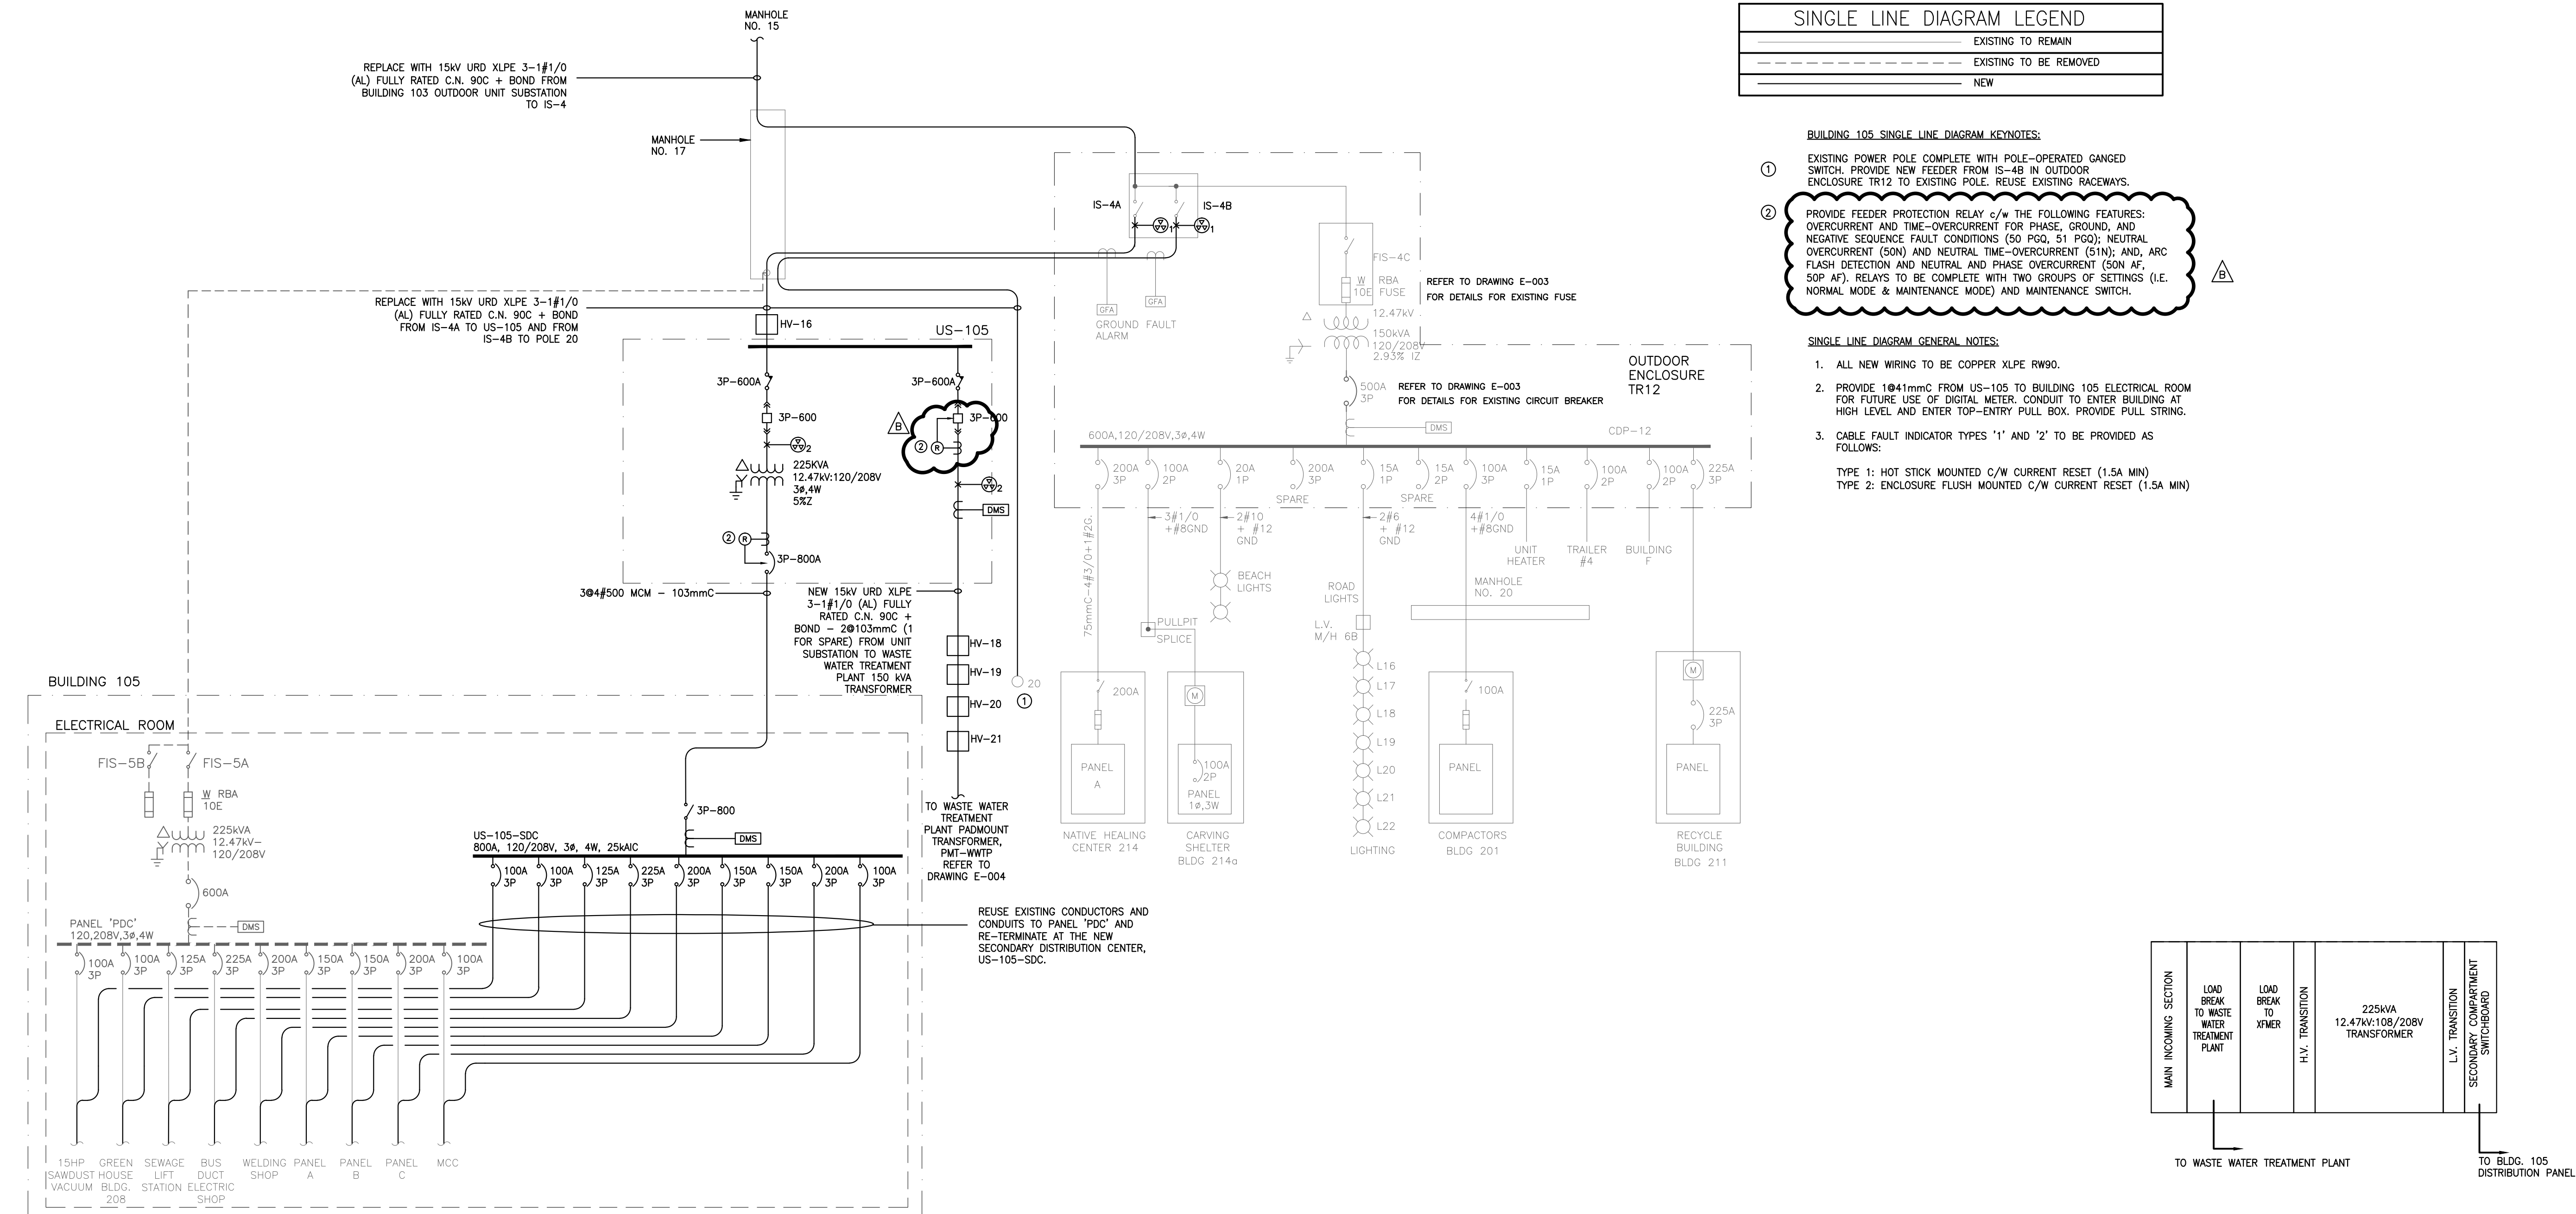 MANHOLE
NO. 15
REPLACE WITH 15kV URD XLPE 3-1#1/0
(AL) FULLY RATED C.N. 90C + BOND FROM
BUILDING 103 OUTDOOR UNIT SUBSTATION
TO IS-4
MANHOLE
NO. 17
SINGLE LINE DIAGRAM LEGEND
EXISTING TO REMAIN
EXISTING TO BE REMOVED
NEW
BUILDING 105 SINGLE LINE DIAGRAM KEYNOTES:
1
EXISTING POWER POLE COMPLETE WITH POLE-OPERATED GANGED
SWITCH. PROVIDE NEW FEEDER FROM IS-4B IN OUTDOOR
ENCLOSURE TR12 TO EXISTING POLE. REUSE EXISTING RACEWAYS.
2
PROVIDE FEEDER PROTECTION RELAY c/w THE FOLLOWING FEATURES:
OVERCURRENT AND TIME-OVERCURRENT FOR PHASE, GROUND, AND
NEGATIVE SEQUENCE FAULT CONDITIONS (50 PGQ, 51 PGQ); NEUTRAL
OVERCURRENT (50N) AND NEUTRAL TIME-OVERCURRENT (51N); AND, ARC
FLASH DETECTION AND NEUTRAL AND PHASE OVERCURRENT (50N AF,
50P AF). RELAYS TO BE COMPLETE WITH TWO GROUPS OF SETTINGS (I.E.
NORMAL MODE & MAINTENANCE MODE) AND MAINTENANCE SWITCH.
B
SINGLE LINE DIAGRAM GENERAL NOTES:
1. ALL NEW WIRING TO BE COPPER XLPE RW90.
2. PROVIDE 1@41mmC FROM US-105 TO BUILDING 105 ELECTRICAL ROOM
FOR FUTURE USE OF DIGITAL METER. CONDUIT TO ENTER BUILDING AT
HIGH LEVEL AND ENTER TOP-ENTRY PULL BOX. PROVIDE PULL STRING.
3. CABLE FAULT INDICATOR TYPES '1' AND '2' TO BE PROVIDED AS
FOLLOWS:
TYPE 1: HOT STICK MOUNTED C/W CURRENT RESET (1.5A MIN)
TYPE 2: ENCLOSURE FLUSH MOUNTED C/W CURRENT RESET (1.5A MIN)
IS-4A
IS-4B
1
1
FIS-4C
W RBA
10E FUSE
REFER TO DRAWING E-003
FOR DETAILS FOR EXISTING FUSE
GFA
GFA
GROUND FAULT
ALARM
12.47kV
150kVA
120/208V
2.93% IZ
500A
3P
REFER TO DRAWING E-003
FOR DETAILS FOR EXISTING CIRCUIT BREAKER
OUTDOOR
ENCLOSURE
TR12
DMS
CDP-12
600A,120/208V,3ø,4W
200A
3P
100A
2P
20A
1P
200A
3P
SPARE
15A
1P
15A
2P
SPARE
100A
3P
15A
1P
100A
2P
100A
2P
225A
3P
75mmC-4#3/0+1#2G.
3#1/0
+#8GND
2#10
+ #12
GND
2#6
+ #12
GND
4#1/0
+#8GND
UNIT
HEATER
TRAILER
#4
BUILDING
F
BEACH
LIGHTS
ROAD
LIGHTS
MANHOLE
NO. 20
L.V.
M/H 6B
PULLPIT
SPLICE
L16
L17
L18
L19
L20
L21
L22
LIGHTING
200A
PANEL
A
NATIVE HEALING
CENTER 214
M
100A
2P
PANEL
1ø,3W
CARVING
SHELTER
BLDG 214a
100A
PANEL
COMPACTORS
BLDG 201
M
225A
3P
PANEL
RECYCLE
BUILDING
BLDG 211
REPLACE WITH 15kV URD XLPE 3-1#1/0
(AL) FULLY RATED C.N. 90C + BOND
FROM IS-4A TO US-105 AND FROM
IS-4B TO POLE 20
HV-16
US-105
3P-600A
3P-600
2
225KVA
12.47kV:120/208V
3ø,4W
5%Z
2
R
3P-800A
3P-600A
3P-600
B
2
R
2
DMS
3@4#500 MCM - 103mmC
NEW 15kV URD XLPE
3-1#1/0 (AL) FULLY
RATED C.N. 90C +
BOND - 2@103mmC (1
FOR SPARE) FROM UNIT
SUBSTATION TO WASTE
WATER TREATMENT
PLANT 150 kVA
TRANSFORMER
HV-18
HV-19
HV-20
HV-21
20
1
TO WASTE WATER
TREATMENT
PLANT PADMOUNT
TRANSFORMER,
PMT-WWTP
REFER TO
DRAWING E-004
BUILDING 105
ELECTRICAL ROOM
FIS-5B
FIS-5A
W RBA
10E
225kVA
12.47kV-
120/208V
600A
DMS
PANEL 'PDC'
120,208V,3ø,4W
100A
3P
100A
3P
125A
3P
225A
3P
200A
3P
150A
3P
150A
3P
200A
3P
100A
3P
3P-800
DMS
US-105-SDC
800A, 120/208V, 3ø, 4W, 25kAIC
100A
3P
100A
3P
125A
3P
225A
3P
200A
3P
150A
3P
150A
3P
200A
3P
100A
3P
REUSE EXISTING CONDUCTORS AND
CONDUITS TO PANEL 'PDC' AND
RE-TERMINATE AT THE NEW
SECONDARY DISTRIBUTION CENTER,
US-105-SDC.
15HP
SAWDUST
VACUUM
GREEN
HOUSE
BLDG.
208
SEWAGE
LIFT
STATION
BUS
DUCT
ELECTRIC
SHOP
WELDING
SHOP
PANEL
A
PANEL
B
PANEL
C
MCC
MAIN INCOMING SECTION
LOAD
BREAK
TO WASTE
WATER
TREATMENT
PLANT
LOAD
BREAK
TO
XFMER
H.V. TRANSITION
225kVA
12.47kV:108/208V
TRANSFORMER
L.V. TRANSITION
SECONDARY COMPARTMENT
SWITCHBOARD
TO WASTE WATER TREATMENT PLANT
TO BLDG. 105
DISTRIBUTION PANEL